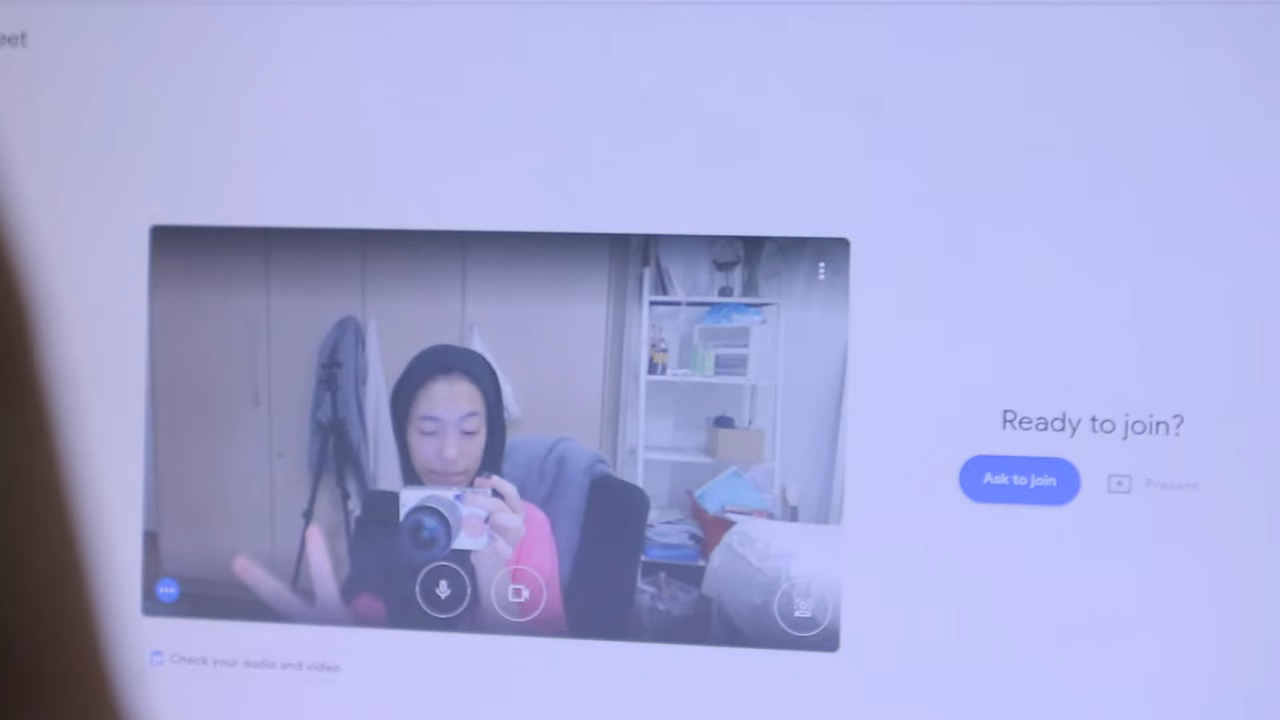 eet
Ready to join?
Ask to join
Present
Check your audio and video